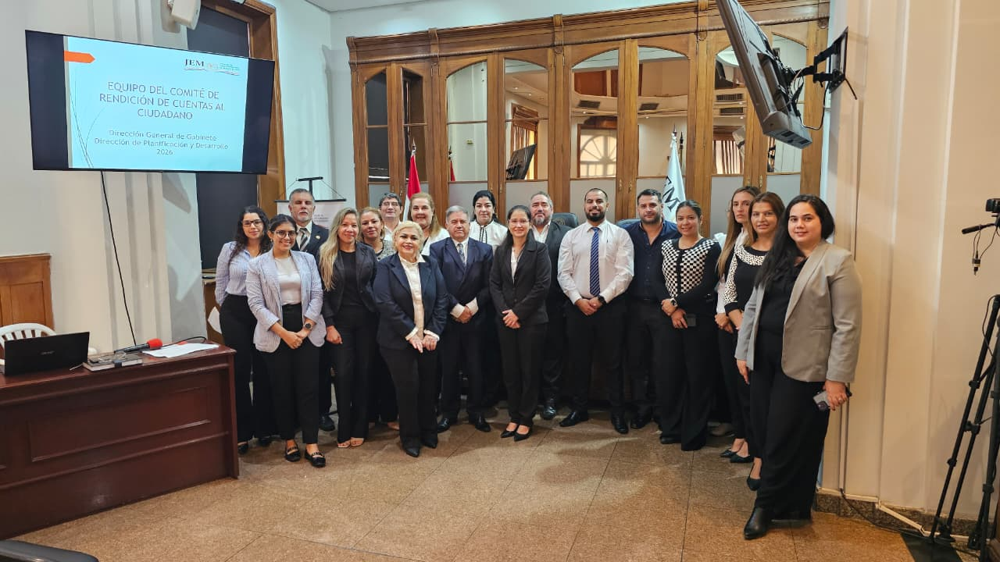 JEM
EQUIPO DEL COMITÉ DE
RENDICIÓN DE CUENTAS AL
CIUDADANO
Dirección General de Gabinete
Dirección de Planificación y Desarrollo
2026